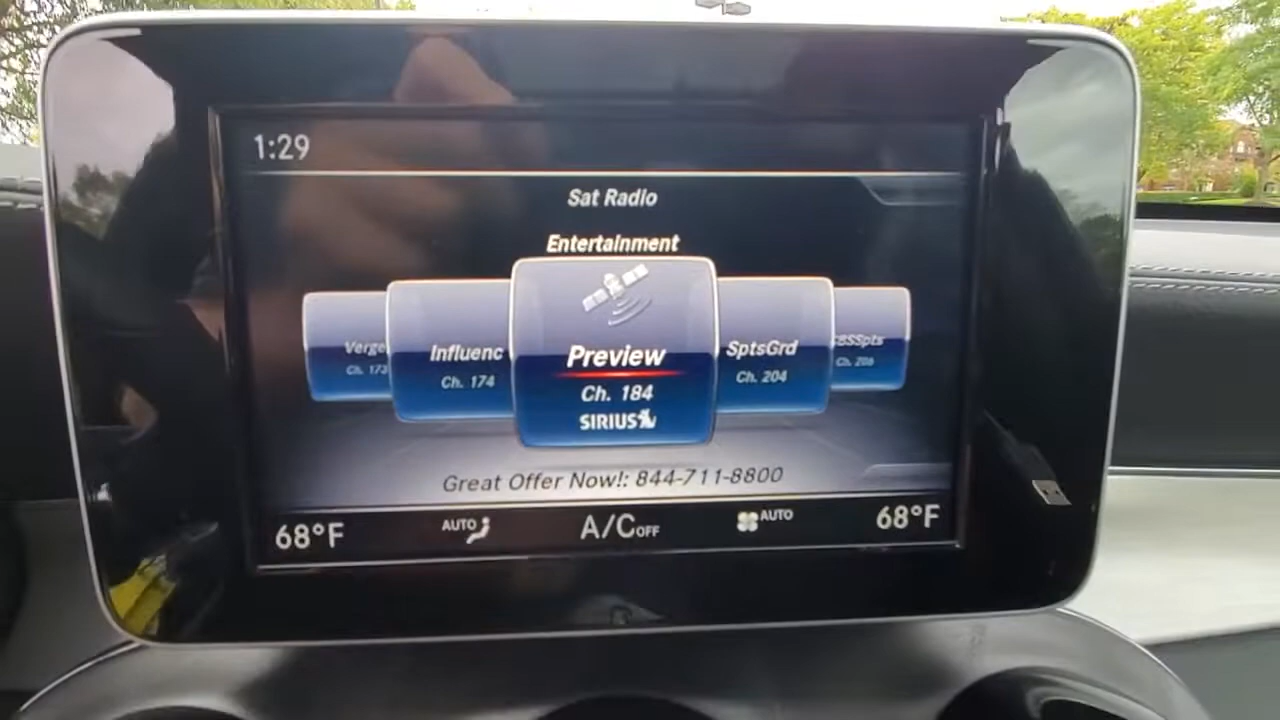 1:29
Sat Radio
Entertainment
Verge
Ch. 173
Influenc
Ch. 174
Preview
Ch. 184
SIRIUS
SptsGrd
Ch. 204
BSSpts
Ch. 206
Great Offer Now!: 844-711-8800
68°F
AUTO
A/C OFF
AUTO
68°F